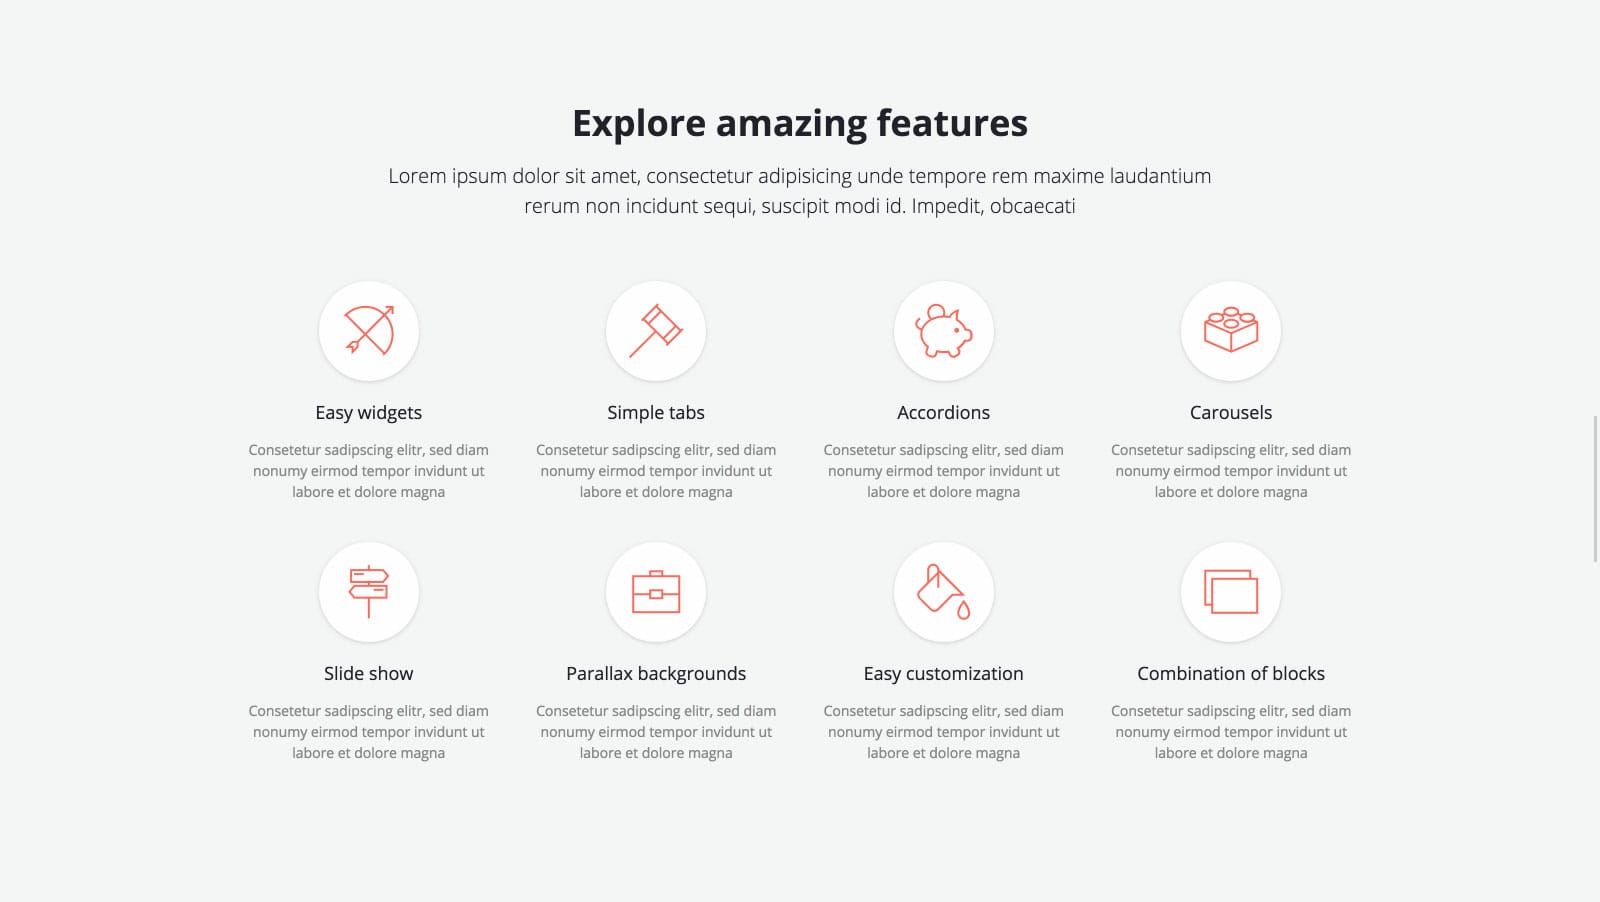 Explore amazing features
Lorem ipsum dolor sit amet, consectetur adipisicing unde tempore rem maxime laudantium
rerum non incidunt sequi, suscipit modi id. Impedit, obcaecati
Easy widgets
Consetetur sadipscing elitr, sed diam
nonumy eirmod tempor invidunt ut
labore et dolore magna
Simple tabs
Consetetur sadipscing elitr, sed diam
nonumy eirmod tempor invidunt ut
labore et dolore magna
Accordions
Consetetur sadipscing elitr, sed diam
nonumy eirmod tempor invidunt ut
labore et dolore magna
Carousels
Consetetur sadipscing elitr, sed diam
nonumy eirmod tempor invidunt ut
labore et dolore magna
Slide show
Consetetur sadipscing elitr, sed diam
nonumy eirmod tempor invidunt ut
labore et dolore magna
Parallax backgrounds
Consetetur sadipscing elitr, sed diam
nonumy eirmod tempor invidunt ut
labore et dolore magna
Easy customization
Consetetur sadipscing elitr, sed diam
nonumy eirmod tempor invidunt ut
labore et dolore magna
Combination of blocks
Consetetur sadipscing elitr, sed diam
nonumy eirmod tempor invidunt ut
labore et dolore magna